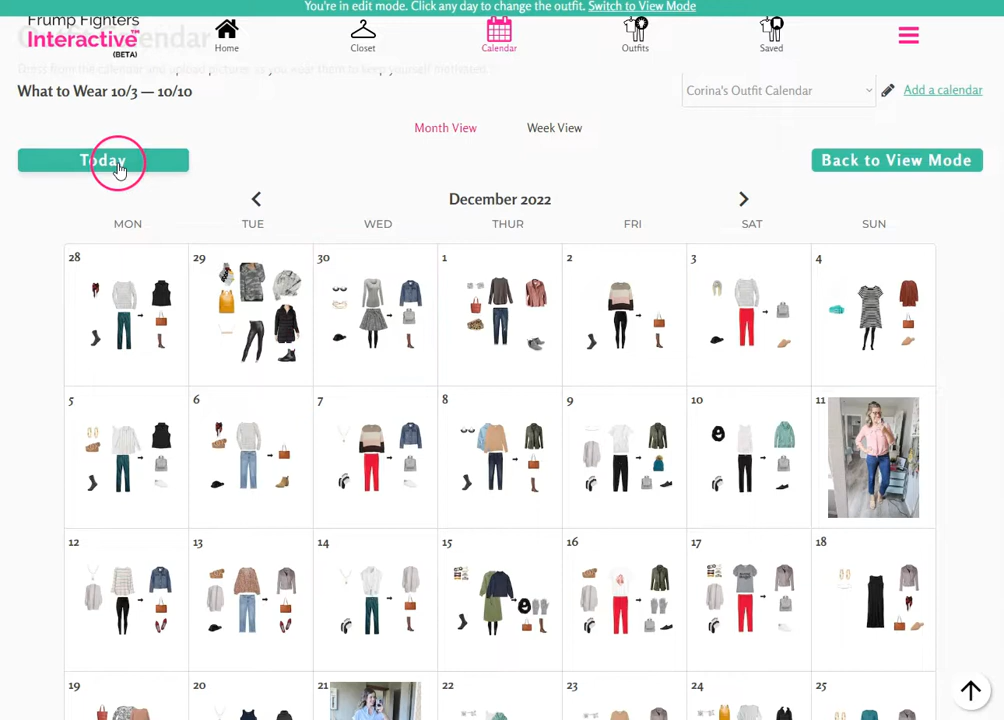 You're in edit mode. Click any day to change the outfit. Switch to View Mode
Frump Fighters
Interactive™
(BETA)
Home
Closet
Calendar
Outfits
Saved
What to Wear 10/3 — 10/10
Corina's Outfit Calendar
Add a calendar
Month View
Week View
Today
Back to View Mode
December 2022
MON
TUE
WED
THUR
FRI
SAT
SUN
28
29
30
1
2
3
4
5
6
7
8
9
10
11
12
13
14
15
16
17
18
19
20
21
22
23
24
25